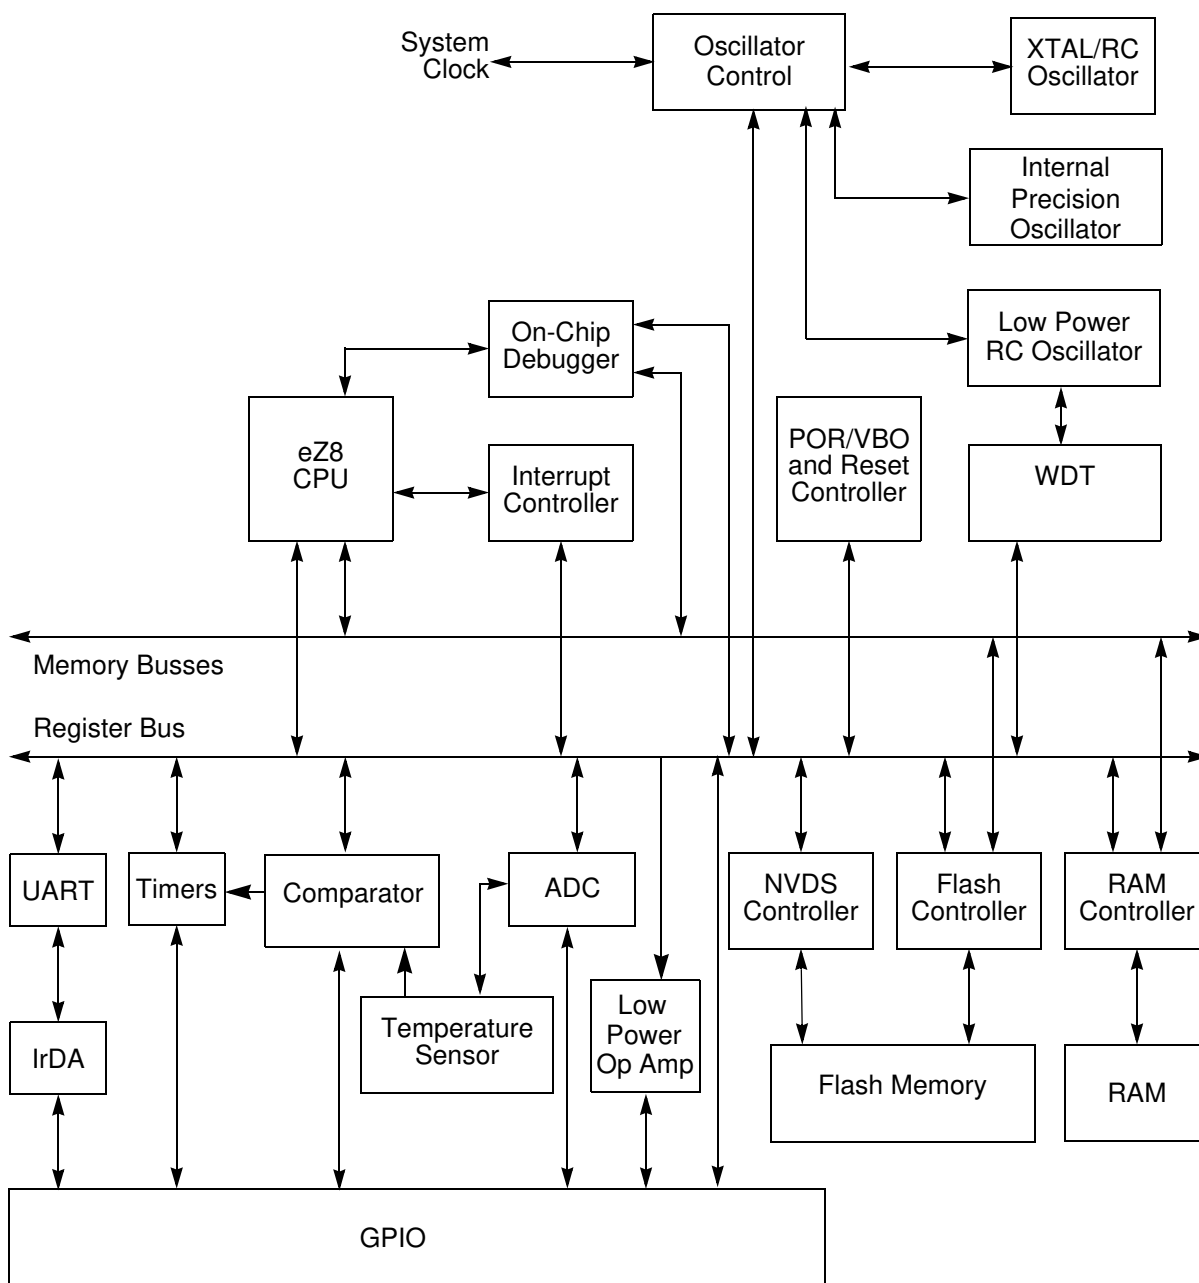 System
Clock
Oscillator
Control
XTAL/RC
Oscillator
Internal
Precision
Oscillator
Low Power
RC Oscillator
On-Chip
Debugger
eZ8
CPU
Interrupt
Controller
POR/VBO
and Reset
Controller
WDT
Memory Busses
Register Bus
UART
Timers
Comparator
ADC
NVDS
Controller
Flash
Controller
RAM
Controller
IrDA
Temperature
Sensor
Low
Power
Op Amp
Flash Memory
RAM
GPIO